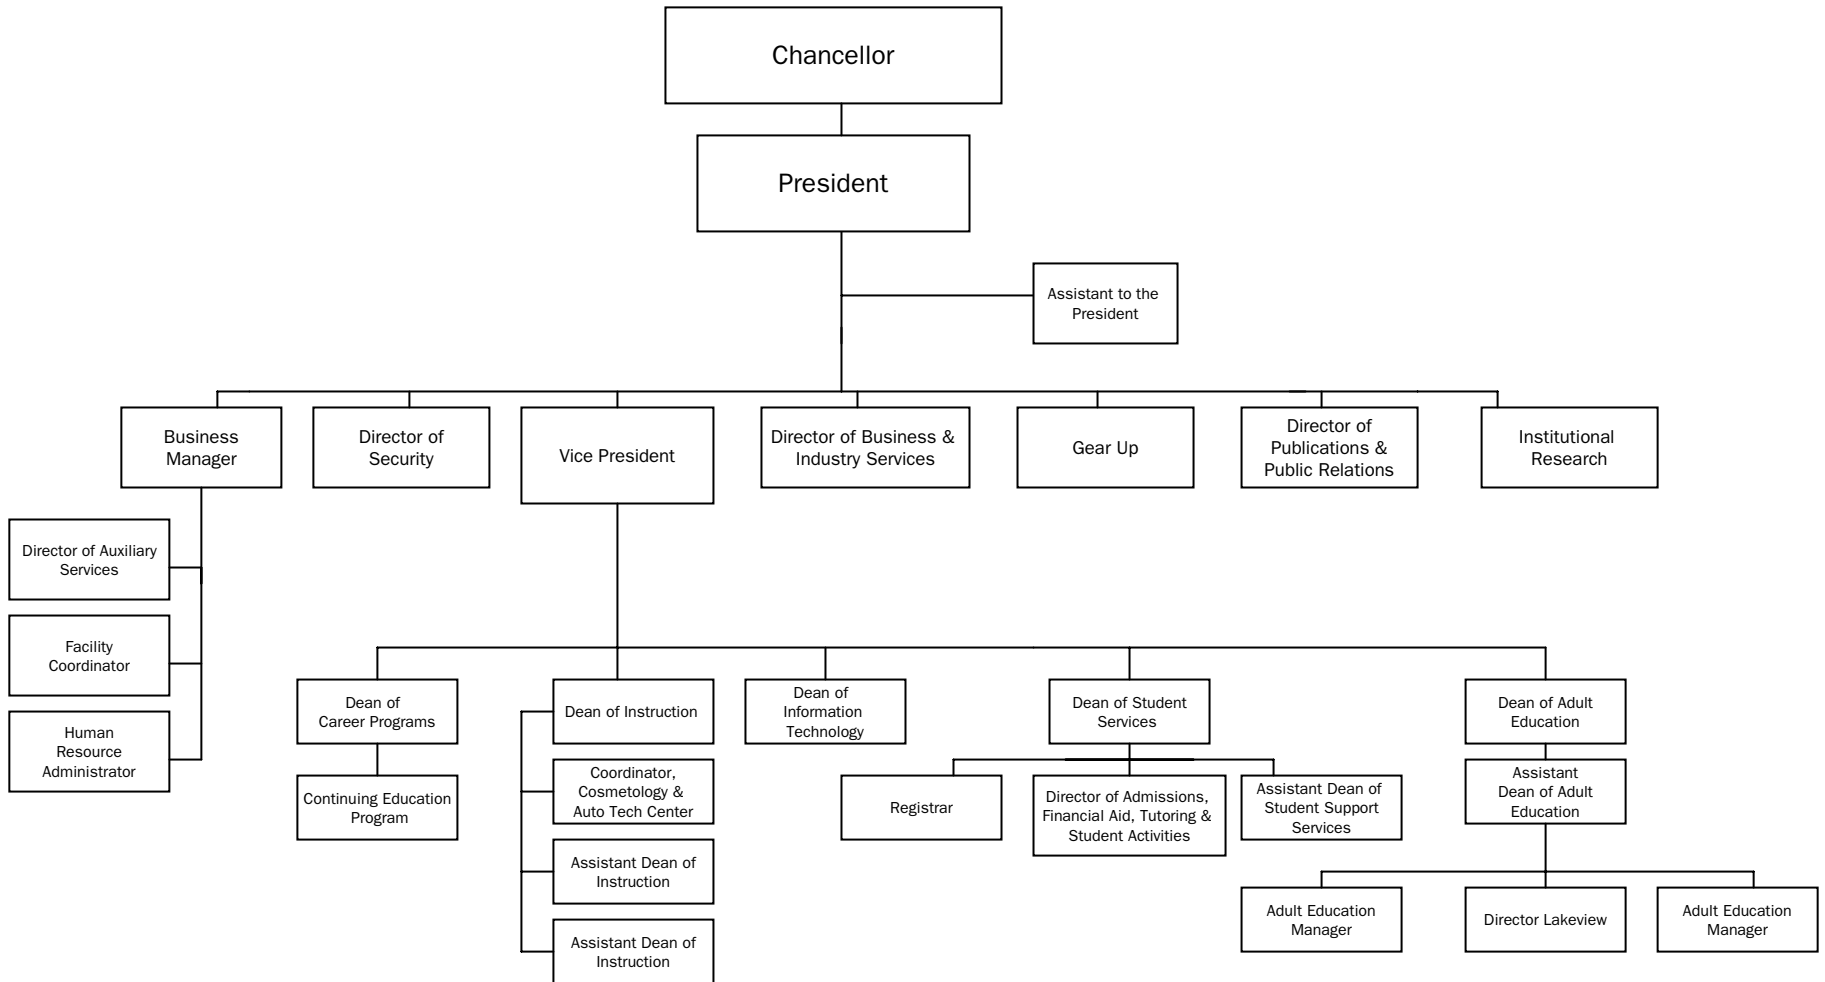 Chancellor
President
Assistant to the
President
Business
Manager
Director of
Security
Vice President
Director of Business &
Industry Services
Gear Up
Director of
Publications &
Public Relations
Institutional
Research
Director of Auxiliary
Services
Facility
Coordinator
Human
Resource
Administrator
Dean of
Career Programs
Dean of Instruction
Dean of
Information
Technology
Dean of Student
Services
Dean of Adult
Education
Continuing Education
Program
Coordinator,
Cosmetology &
Auto Tech Center
Assistant Dean of
Instruction
Assistant Dean of
Instruction
Registrar
Director of Admissions,
Financial Aid, Tutoring &
Student Activities
Assistant Dean of
Student Support
Services
Assistant
Dean of Adult
Education
Adult Education
Manager
Director Lakeview
Adult Education
Manager